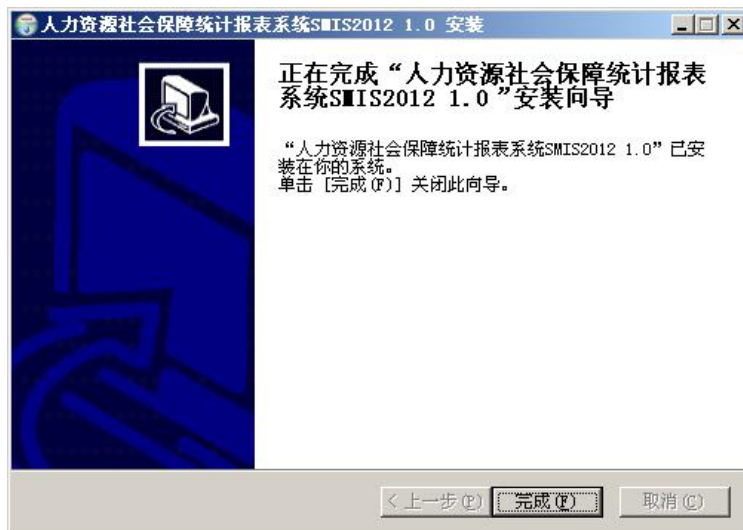 人力资源社会保障统计报表系统SMIS2012 1.0 安装
正在完成“人力资源社会保障统计报表
系统SMIS2012 1.0”安装向导
“人力资源社会保障统计报表系统SMIS2012 1.0”已安
装在你的系统。
单击 [完成(F)] 关闭此向导。
< 上一步(P)
完成(F)
取消(C)